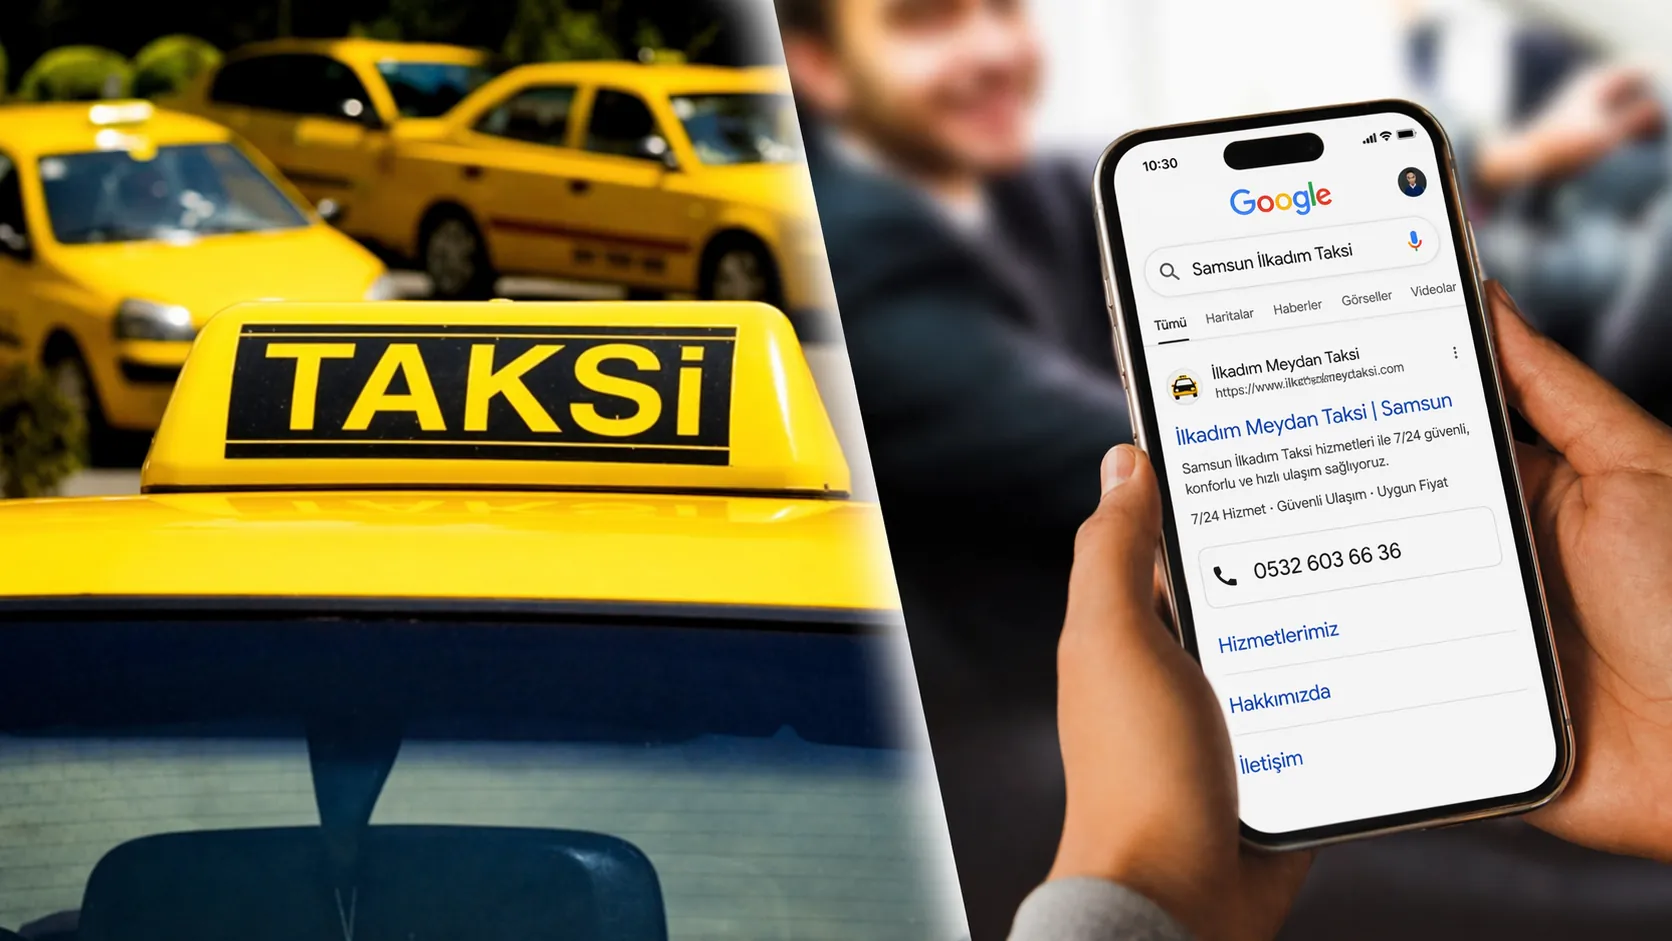 TAKSi
10:30
Google
Samsun İlkadım Taksi
Tümü Haritalar Haberler Görseller Videolar
İlkadım Meydan Taksi
İlkadım Meydan Taksi | Samsun
Samsun İlkadım Taksi hizmetleri ile 7/24 güvenli,
konforlu ve hızlı ulaşım sağlıyoruz.
7/24 Hizmet · Güvenli Ulaşım · Uygun Fiyat
0532 603 66 36
Hizmetlerimiz
Hakkımızda
İletişim